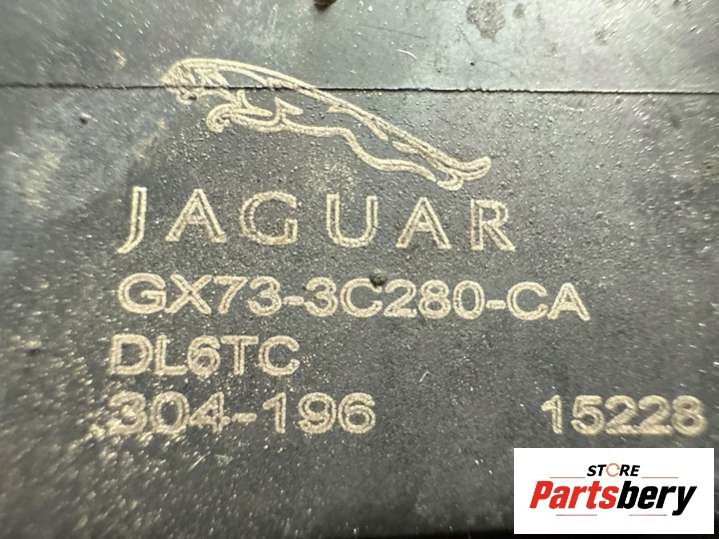 JAGUAR
GX73-3C280-CA
DL6TC
304-196 15228
STORE
Partsbery